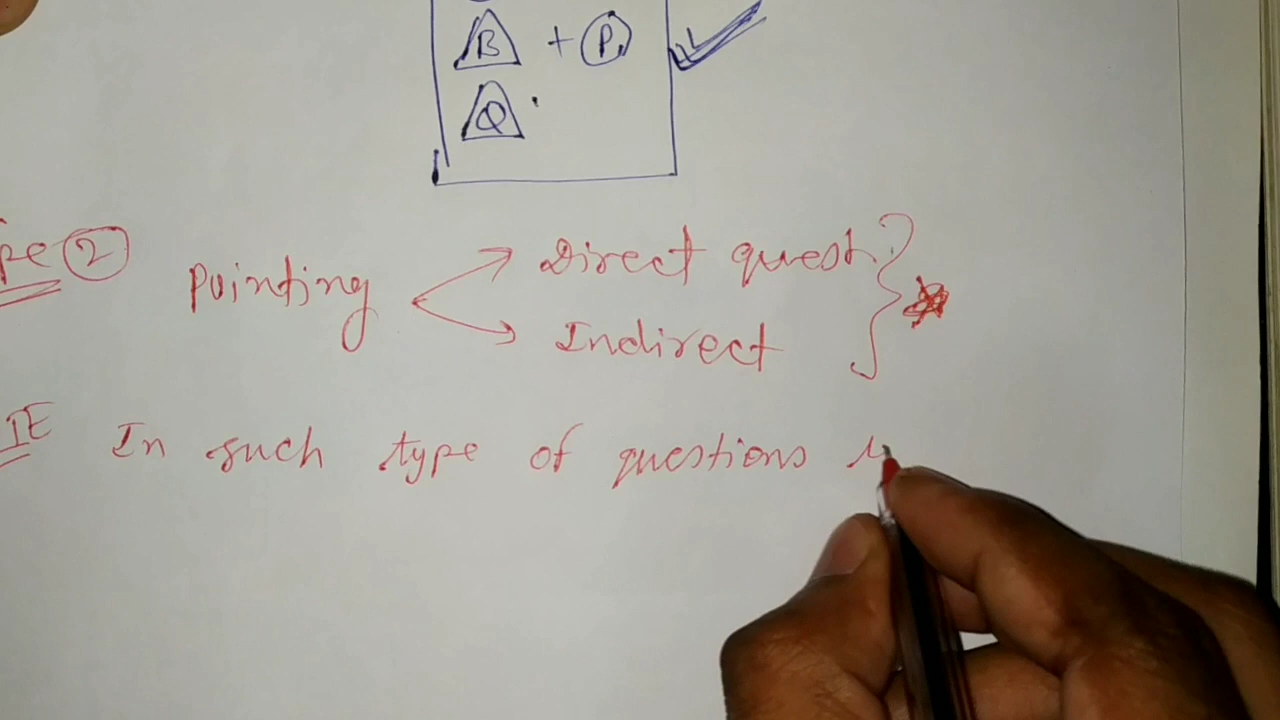 B + P
Q
pe 2
Pointing Direct quest.?
Indirect
IE In such type of questions